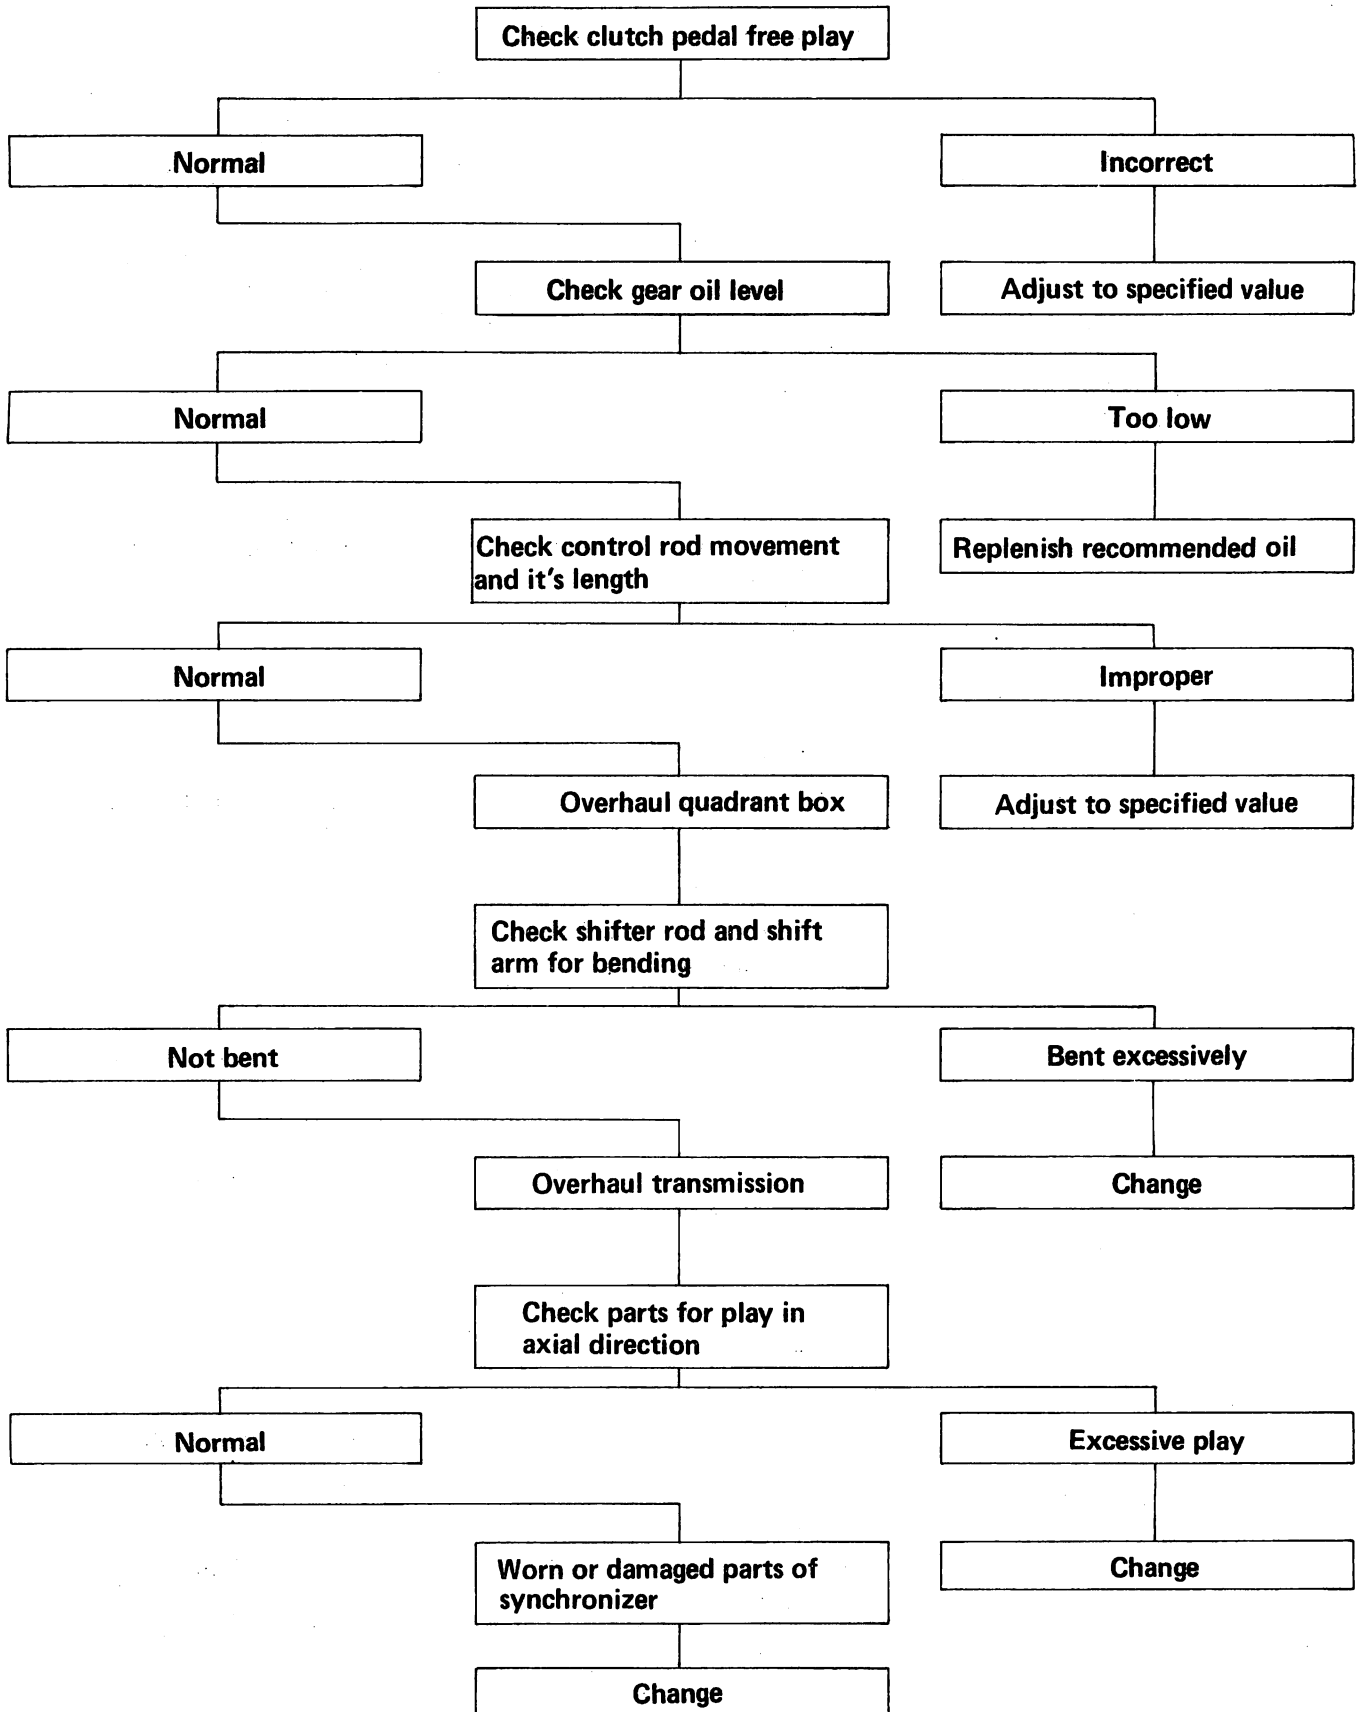 Check clutch pedal free play
Normal
Incorrect
Check gear oil level
Adjust to specified value
Normal
Too low
Check control rod movement
and it's length
Replenish recommended oil
Normal
Improper
Overhaul quadrant box
Adjust to specified value
Check shifter rod and shift
arm for bending
Not bent
Bent excessively
Overhaul transmission
Change
Check parts for play in
axial direction
Normal
Excessive play
Worn or damaged parts of
synchronizer
Change
Change